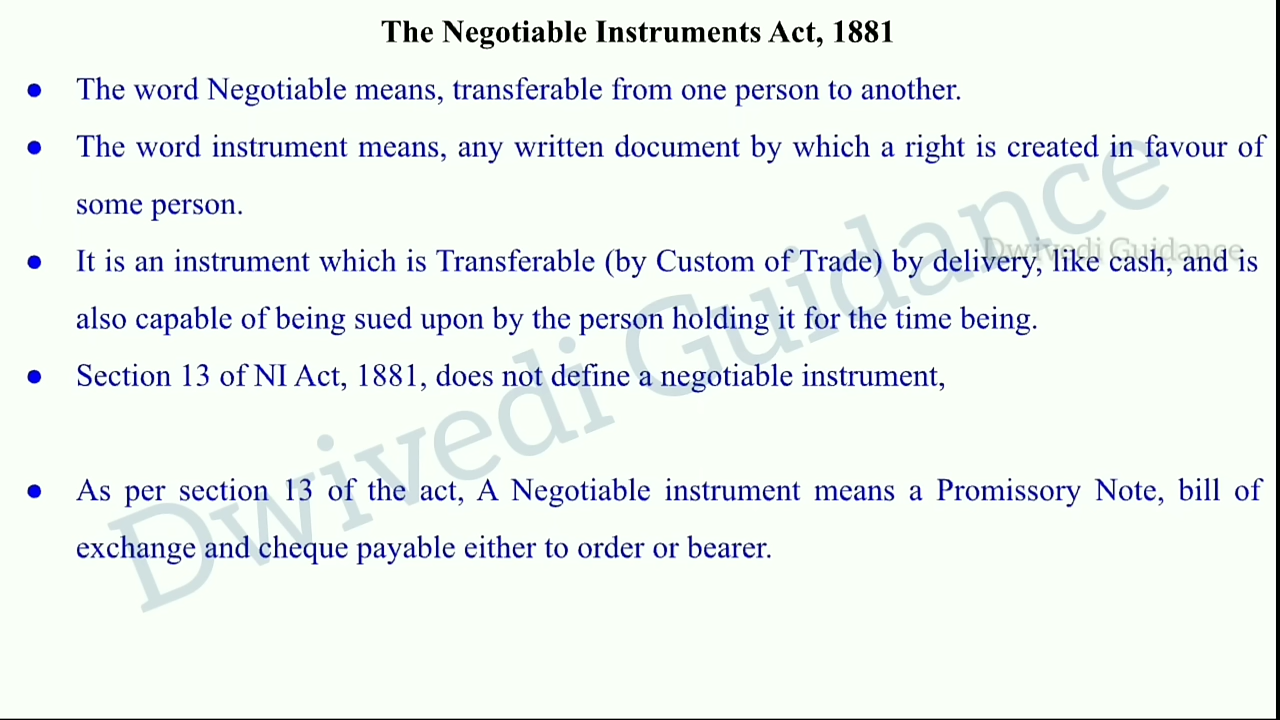 The Negotiable Instruments Act, 1881
● The word Negotiable means, transferable from one person to another.
● The word instrument means, any written document by which a right is created in favour of
some person.
Dwivedi Guidance
● It is an instrument which is Transferable (by Custom of Trade) by delivery, like cash, and is
also capable of being sued upon by the person holding it for the time being.
● Section 13 of NI Act, 1881, does not define a negotiable instrument,
● As per section 13 of the act, A Negotiable instrument means a Promissory Note, bill of
exchange and cheque payable either to order or bearer.
Dwivedi Guidance